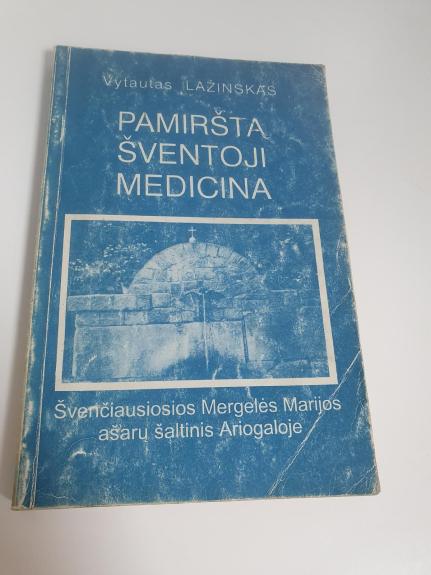 Vytautas LAŽINSKAS
PAMIRŠTA
ŠVENTOJI
MEDICINA
Švenčiausiosios Mergelės Marijos
ašarų šaltinis Ariogaloje